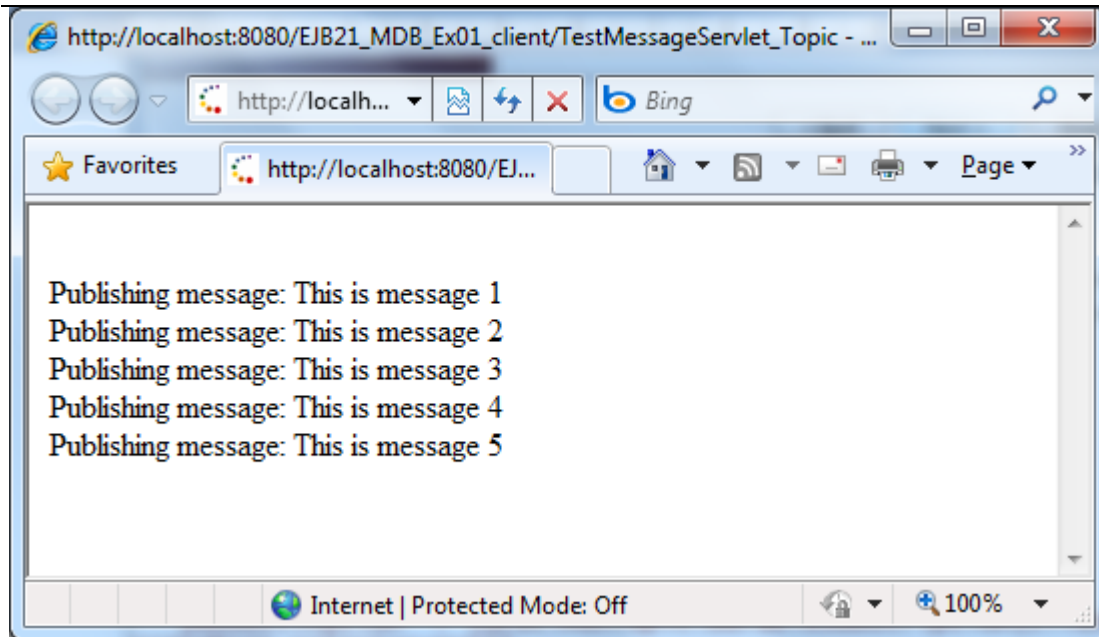 http://localhost:8080/EJB21_MDB_Ex01_client/TestMessageServlet_Topic - ...
http://localh...
Bing
Favorites
http://localhost:8080/EJ...
Page
Publishing message: This is message 1
Publishing message: This is message 2
Publishing message: This is message 3
Publishing message: This is message 4
Publishing message: This is message 5
Internet | Protected Mode: Off
100%